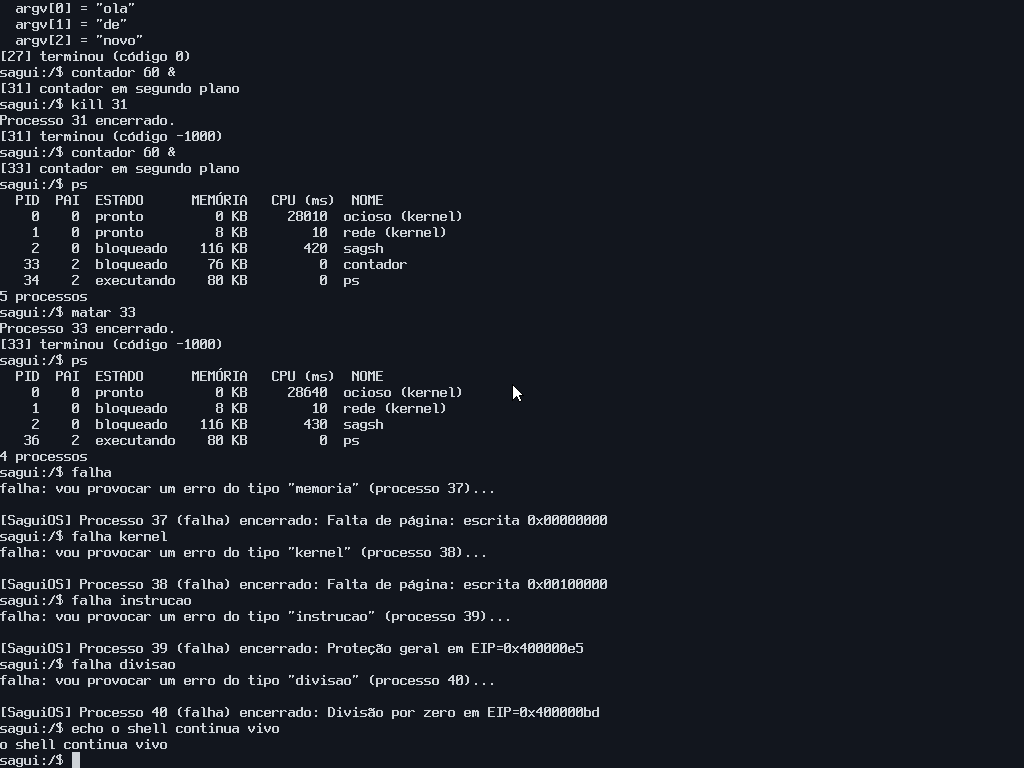 argv[0] = "ola"
argv[1] = "de"
argv[2] = "novo"
[27] terminou (código 0)
sagui:/$ contador 60 &
[31] contador em segundo plano
sagui:/$ kill 31
Processo 31 encerrado.
[31] terminou (código -1000)
sagui:/$ contador 60 &
[33] contador em segundo plano
sagui:/$ ps
PID PAI ESTADO MEMÓRIA CPU (ms) NOME
0 0 pronto 0 KB 28010 ocioso (kernel)
1 0 pronto 8 KB 10 rede (kernel)
2 0 bloqueado 116 KB 420 sagsh
33 2 bloqueado 76 KB 0 contador
34 2 executando 80 KB 0 ps
5 processos
sagui:/$ matar 33
Processo 33 encerrado.
[33] terminou (código -1000)
sagui:/$ ps
PID PAI ESTADO MEMÓRIA CPU (ms) NOME
0 0 pronto 0 KB 28640 ocioso (kernel)
1 0 bloqueado 8 KB 10 rede (kernel)
2 0 bloqueado 116 KB 430 sagsh
36 2 executando 80 KB 0 ps
4 processos
sagui:/$ falha
falha: vou provocar um erro do tipo "memoria" (processo 37)...
[SaguiOS] Processo 37 (falha) encerrado: Falta de página: escrita 0x00000000
sagui:/$ falha kernel
falha: vou provocar um erro do tipo "kernel" (processo 38)...
[SaguiOS] Processo 38 (falha) encerrado: Falta de página: escrita 0x00100000
sagui:/$ falha instrucao
falha: vou provocar um erro do tipo "instrucao" (processo 39)...
[SaguiOS] Processo 39 (falha) encerrado: Proteção geral em EIP=0x400000e5
sagui:/$ falha divisao
falha: vou provocar um erro do tipo "divisao" (processo 40)...
[SaguiOS] Processo 40 (falha) encerrado: Divisão por zero em EIP=0x400000bd
sagui:/$ echo o shell continua vivo
o shell continua vivo
sagui:/$